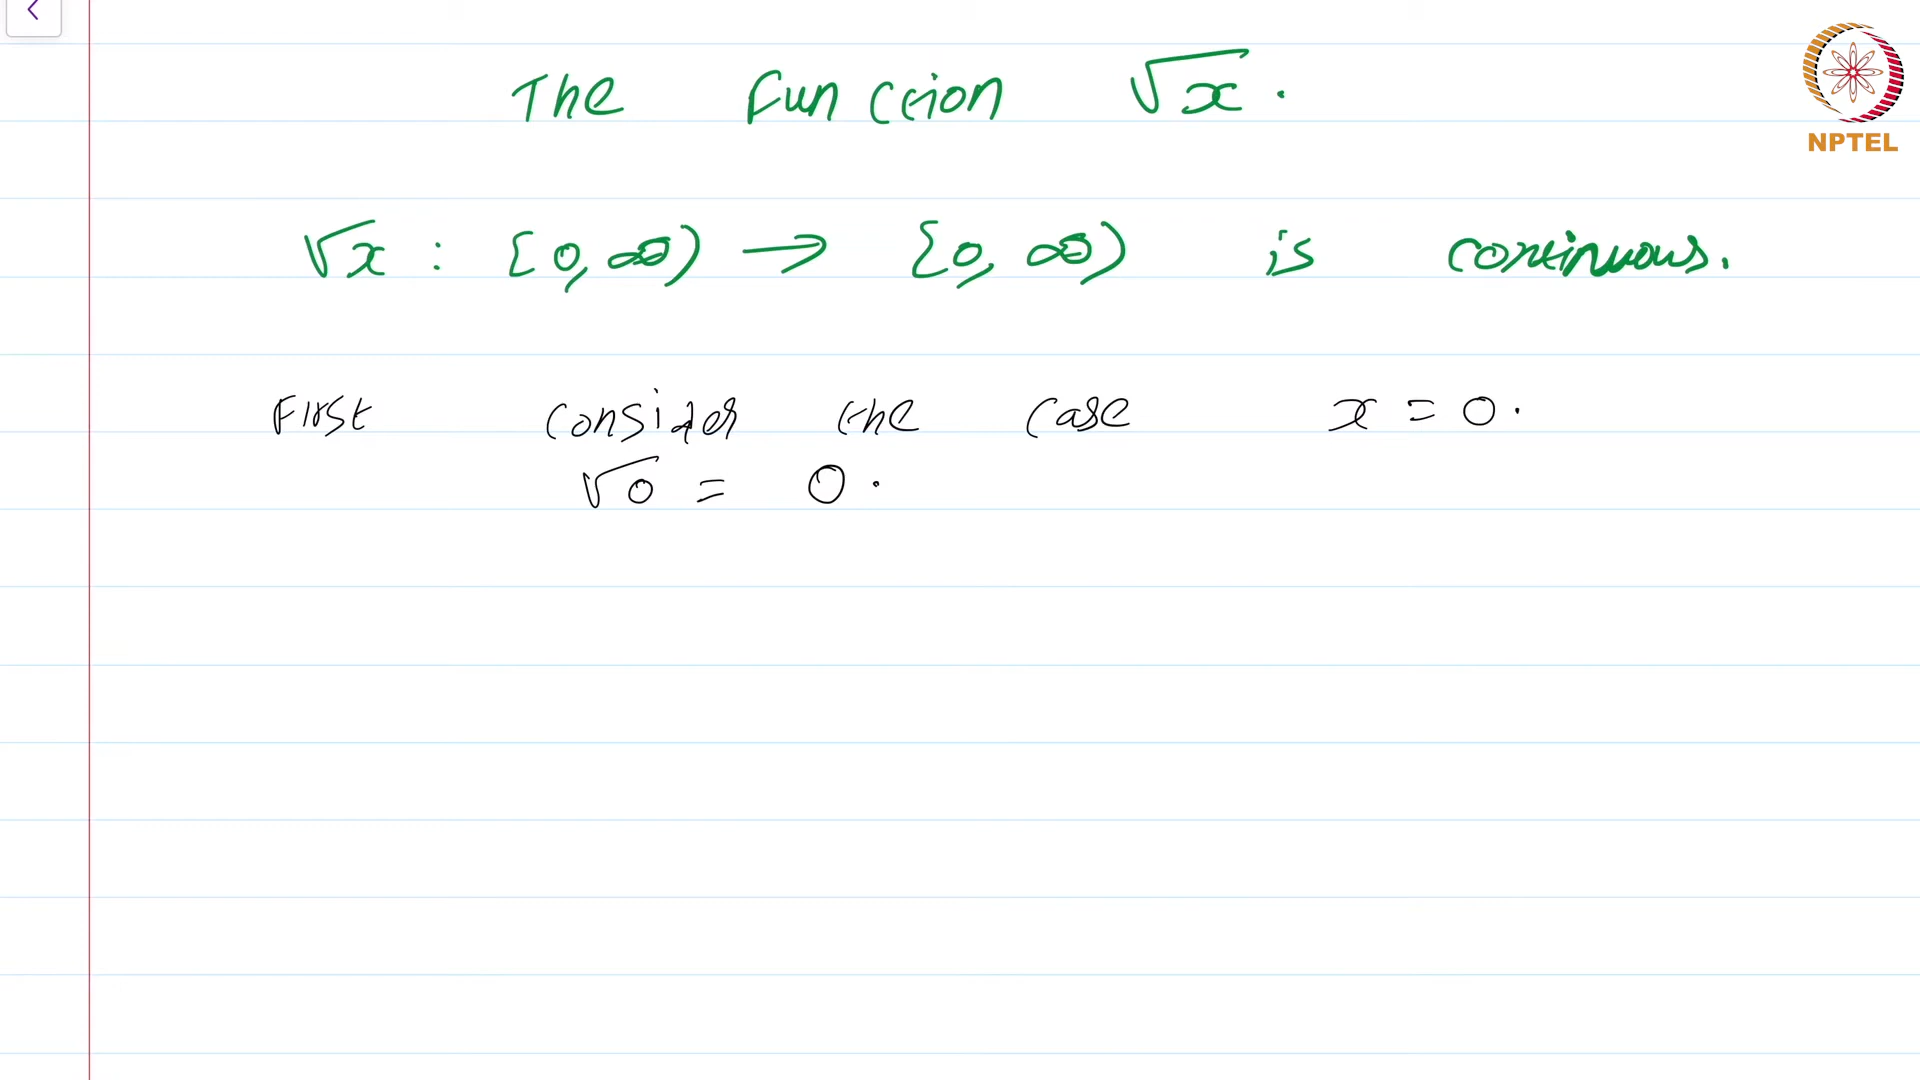 The function √x.
NPTEL
√x : [0, ∞) → [0, ∞) is continuous.
First consider the case x = 0.
√0 = 0.